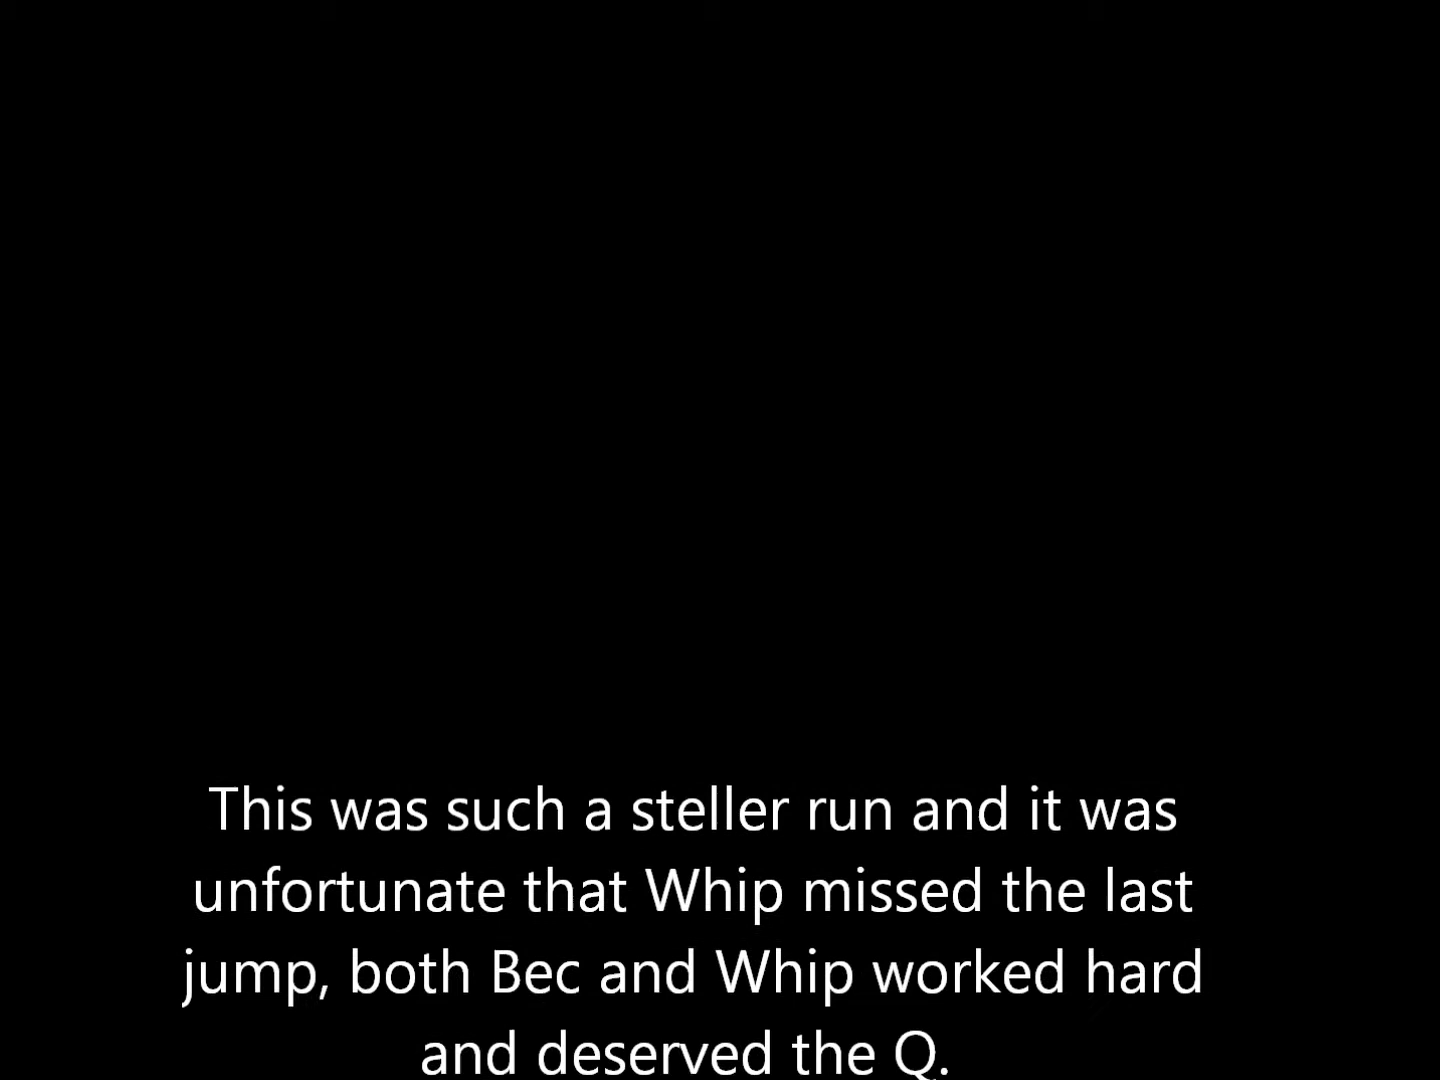 This was such a steller run and it was
unfortunate that Whip missed the last
jump, both Bec and Whip worked hard
and deserved the Q.